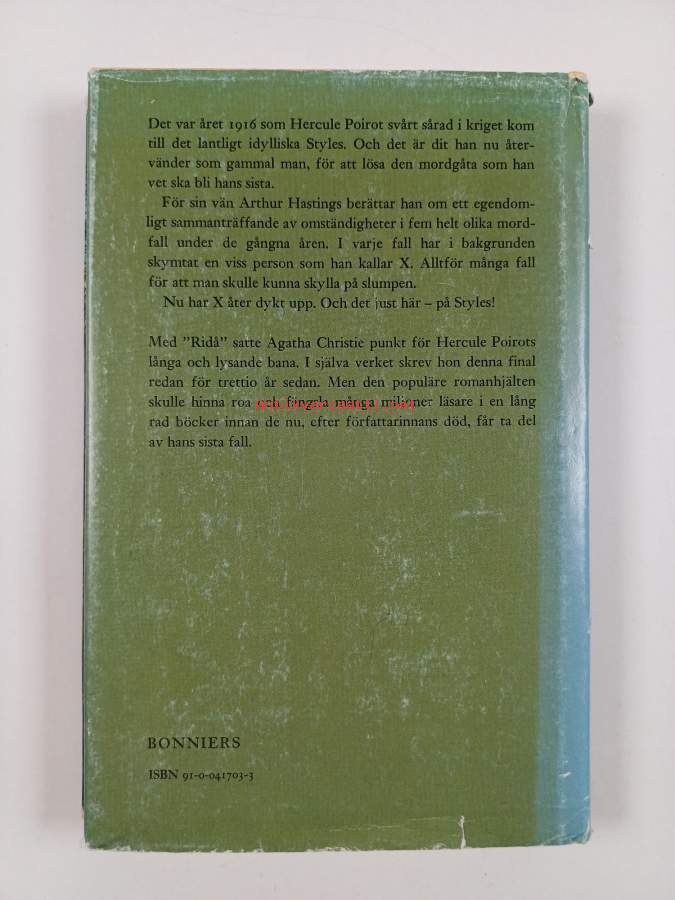 Det var året 1916 som Hercule Poirot svårt sårad i kriget kom
till det lantligt idylliska Styles. Och det är dit han nu åter-
vänder som gammal man, för att lösa den mordgåta som han
vet ska bli hans sista.
För sin vän Arthur Hastings berättar han om ett egendom-
ligt sammanträffande av omständigheter i fem helt olika mord-
fall under de gångna åren. I varje fall har i bakgrunden
skymtat en viss person som han kallar X. Alltför många fall
för att man skulle kunna skylla på slumpen.
Nu har X åter dykt upp. Och det just här – på Styles!
Med ”Ridå” satte Agatha Christie punkt för Hercule Poirots
långa och lysande bana. I själva verket skrev hon denna final
redan för trettio år sedan. Men den populäre romanhjälten
skulle hinna roa och fängsla många miljoner läsare i en lång
rad böcker innan de nu, efter författarinnans död, får ta del
av hans sista fall.
BONNIERS
ISBN 91-0-041703-3